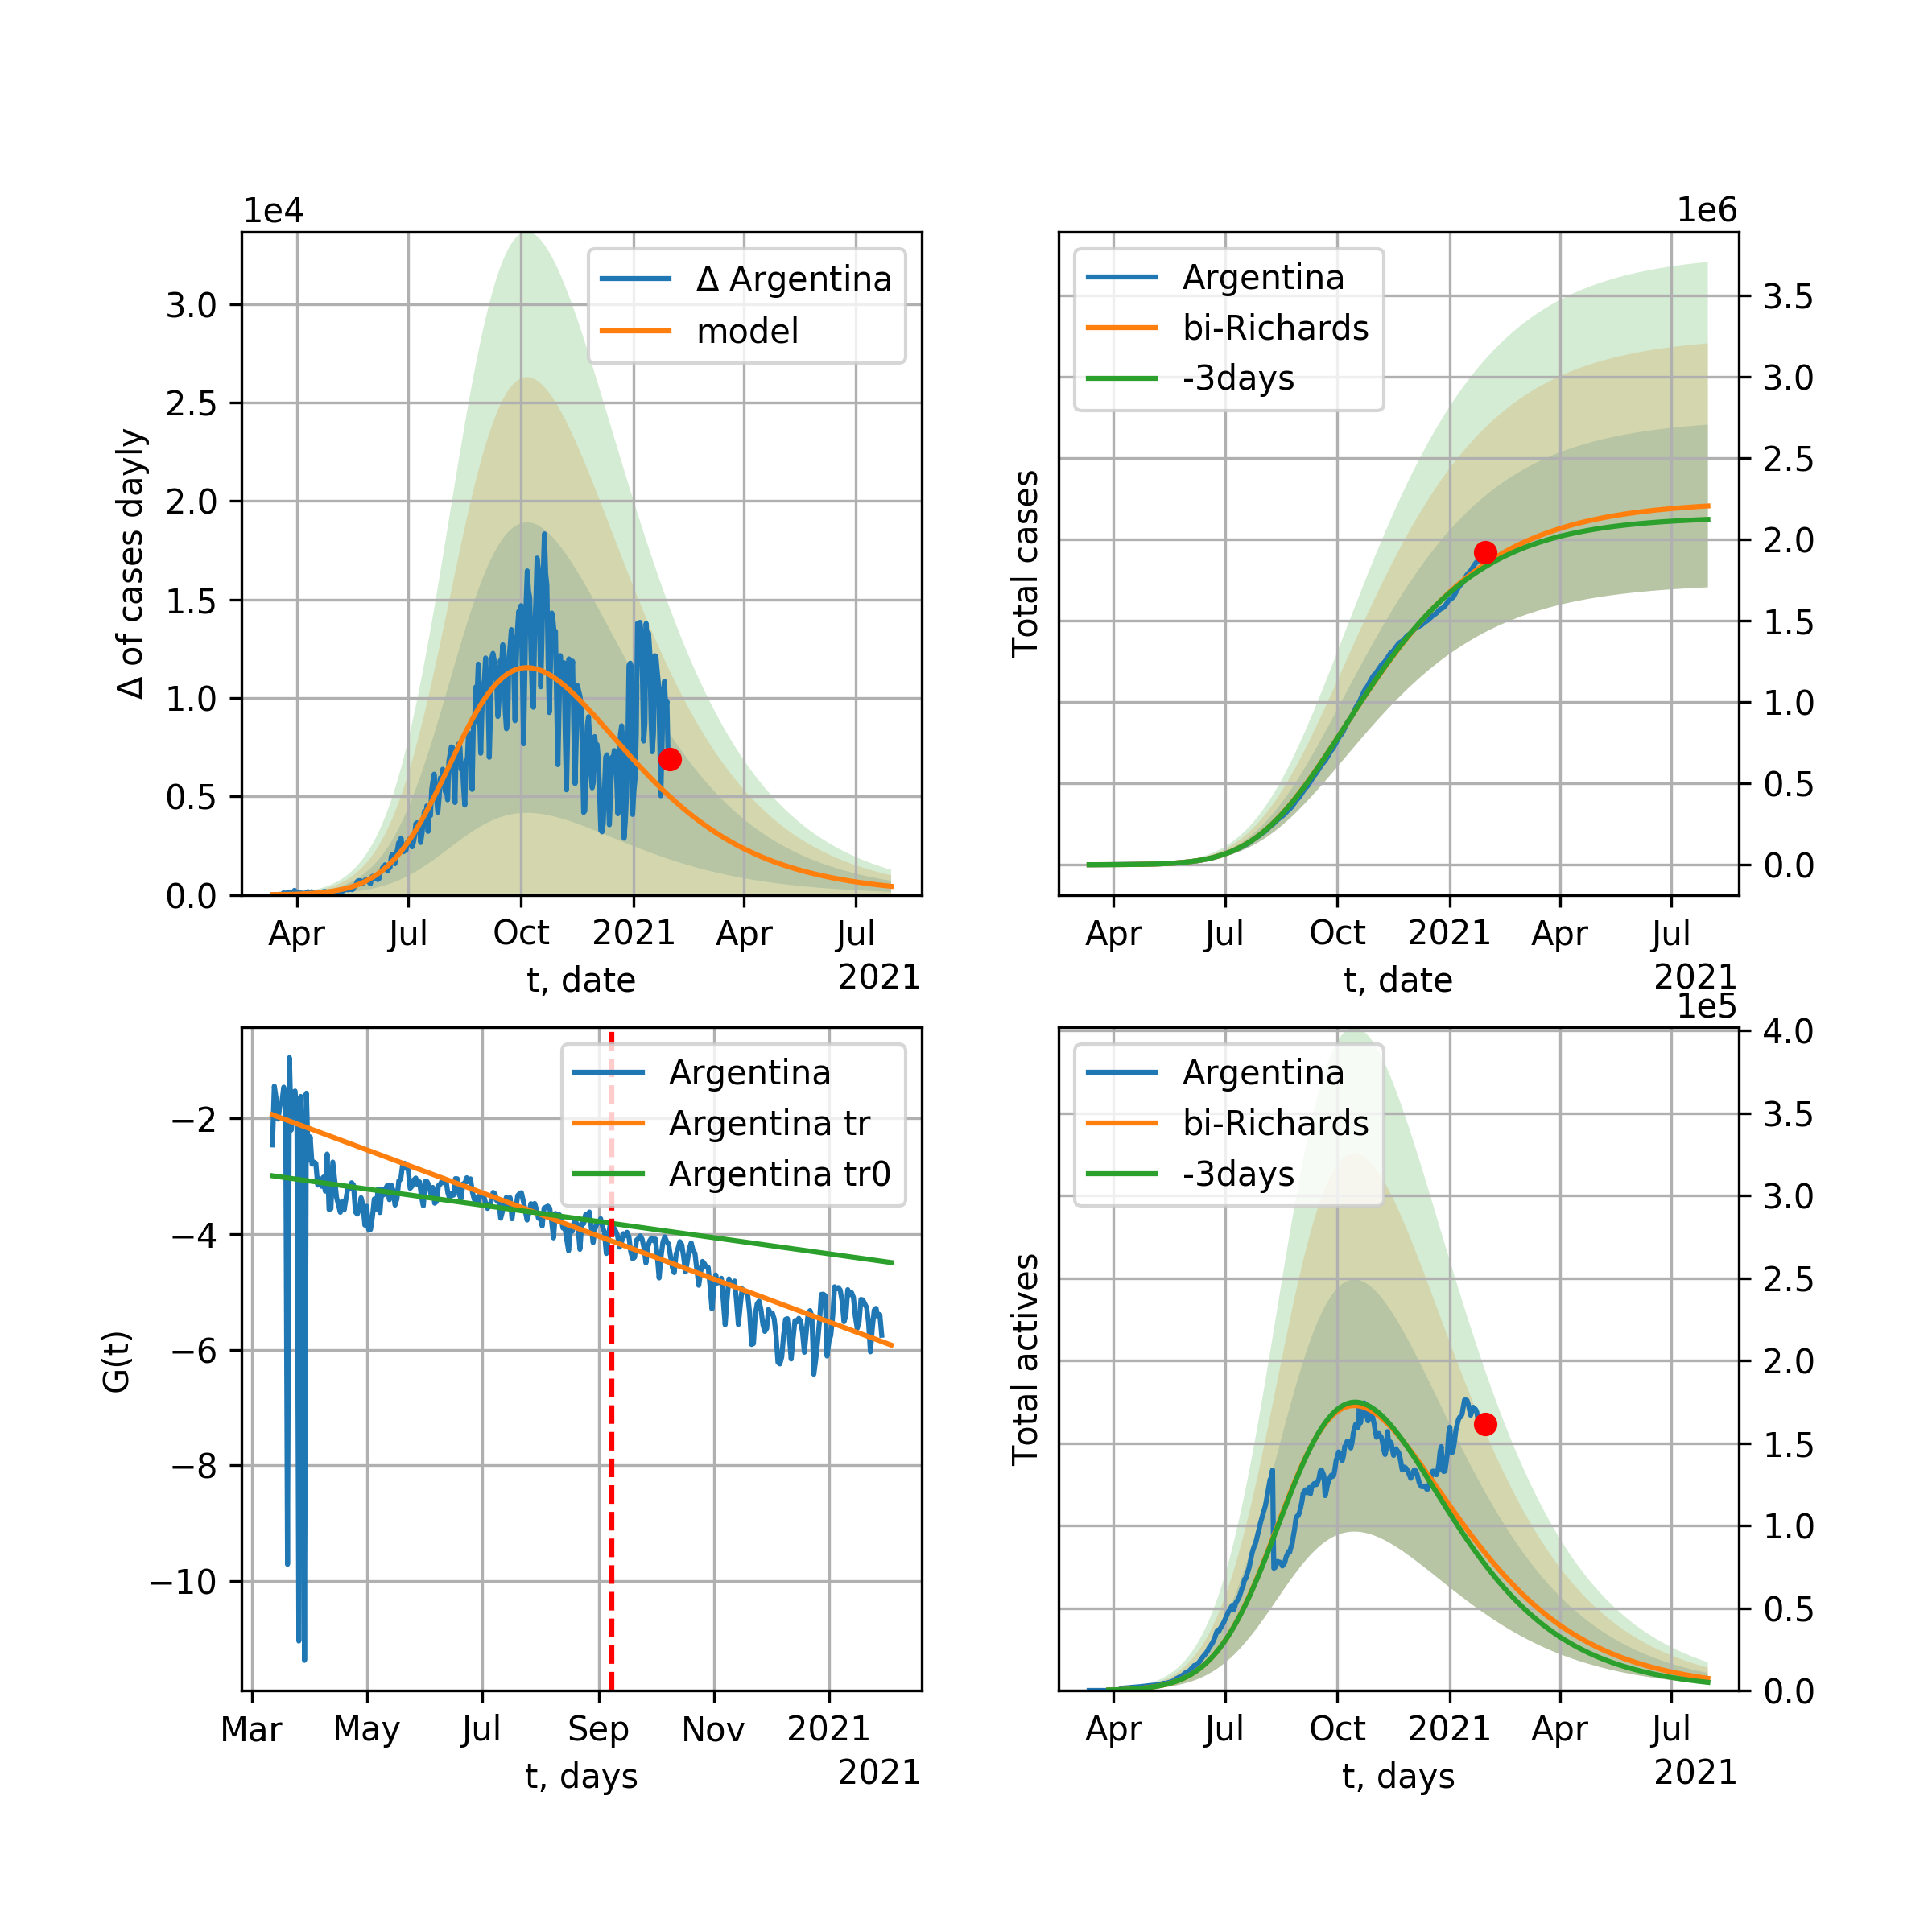 1e4
Δ of cases dayly
3.0
2.5
2.0
1.5
1.0
0.5
0.0
Δ Argentina
model
Apr Jul Oct 2021 Apr Jul
t, date
2021
1e6
Total cases
Argentina
bi-Richards
-3days
3.5
3.0
2.5
2.0
1.5
1.0
0.5
0.0
Apr Jul Oct 2021 Apr Jul
t, date
2021
G(t)
−2
−4
−6
−8
−10
Argentina
Argentina tr
Argentina tr0
Mar May Jul Sep Nov 2021
t, days
2021
1e5
Total actives
Argentina
bi-Richards
-3days
4.0
3.5
3.0
2.5
2.0
1.5
1.0
0.5
0.0
Apr Jul Oct 2021 Apr Jul
t, days
2021